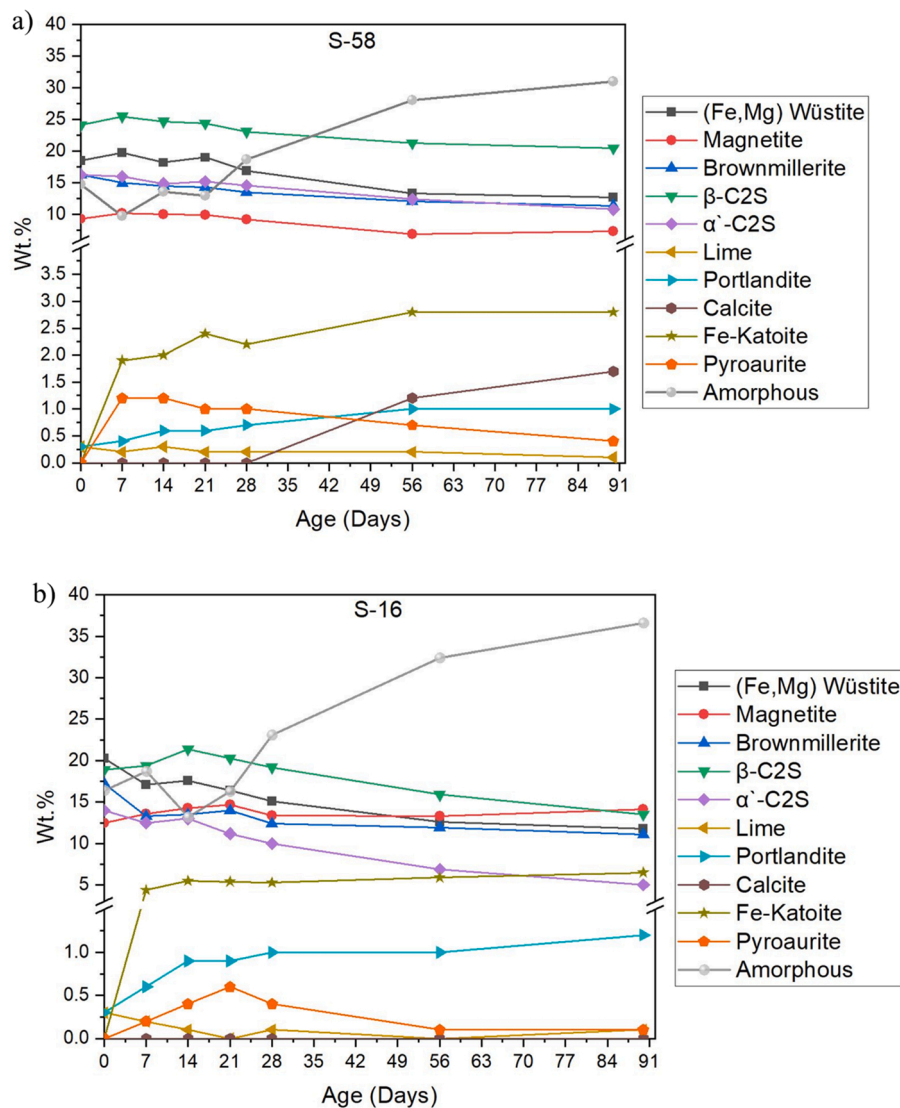 a)
S-58
40
35
30
25
20
15
10
3.5
3.0
2.5
2.0
1.5
1.0
0.5
0.0
Wt.%
0 7 14 21 28 35 42 49 56 63 70 77 84 91
Age (Days)
(Fe,Mg) Wüstite
Magnetite
Brownmillerite
β-C2S
α`-C2S
Lime
Portlandite
Calcite
Fe-Katoite
Pyroaurite
Amorphous
b)
S-16
40
35
30
25
20
15
10
5
1.0
0.5
0.0
Wt.%
0 7 14 21 28 35 42 49 56 63 70 77 84 91
Age (Days)
(Fe,Mg) Wüstite
Magnetite
Brownmillerite
β-C2S
α`-C2S
Lime
Portlandite
Calcite
Fe-Katoite
Pyroaurite
Amorphous